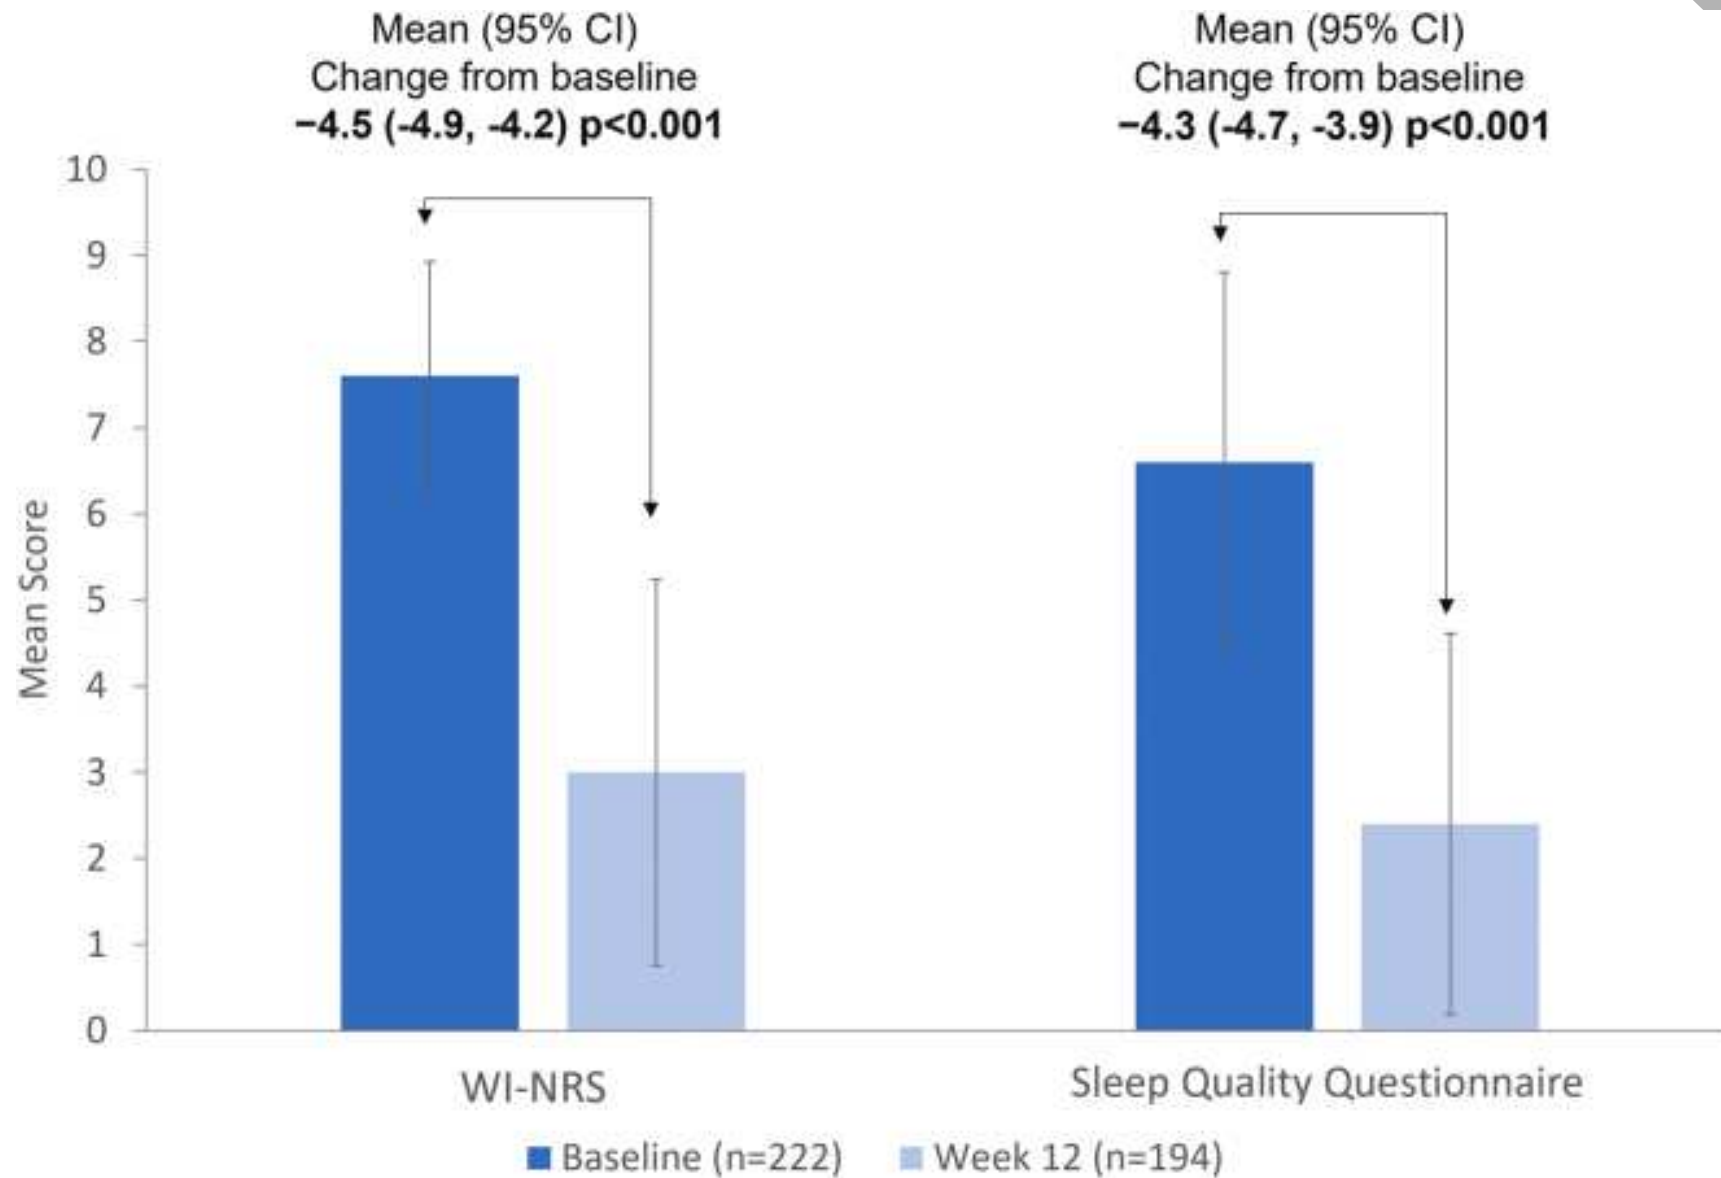 Mean (95% CI)
Change from baseline
−4.5 (-4.9, -4.2) p<0.001
Mean (95% CI)
Change from baseline
−4.3 (-4.7, -3.9) p<0.001
Mean Score
10
9
8
7
6
5
4
3
2
1
0
WI-NRS
Sleep Quality Questionnaire
Baseline (n=222)
Week 12 (n=194)